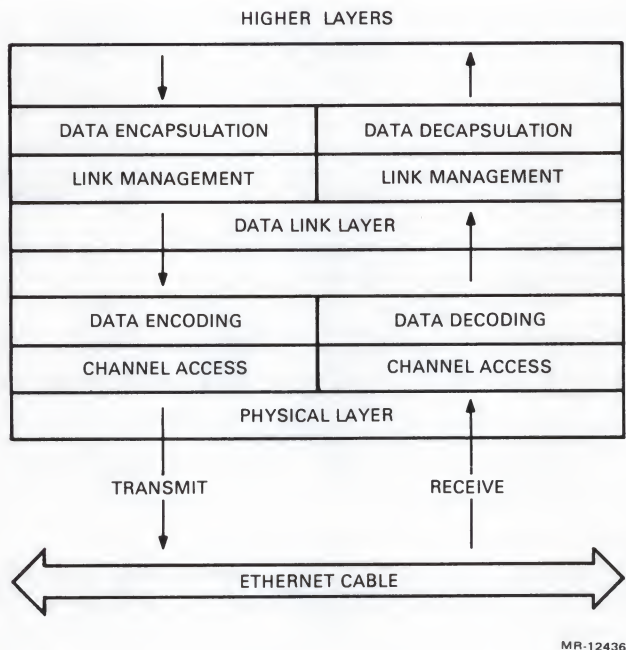 HIGHER LAYERS
DATA ENCAPSULATION
DATA DECAPSULATION
LINK MANAGEMENT
LINK MANAGEMENT
DATA LINK LAYER
DATA ENCODING
DATA DECODING
CHANNEL ACCESS
CHANNEL ACCESS
PHYSICAL LAYER
TRANSMIT
RECEIVE
ETHERNET CABLE
MR-12436